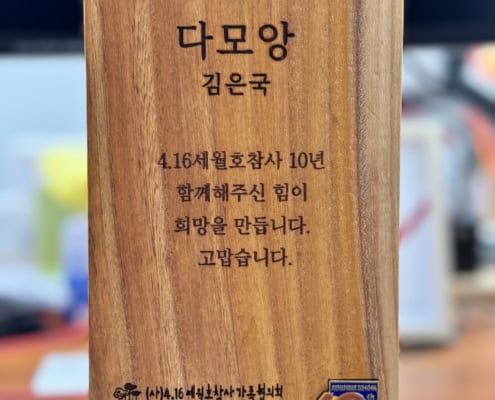 다모앙
김은국
4.16세월호참사 10년
함께해주신 힘이
희망을 만듭니다.
고맙습니다.
(사)4.16 세월호참사 가족협의회